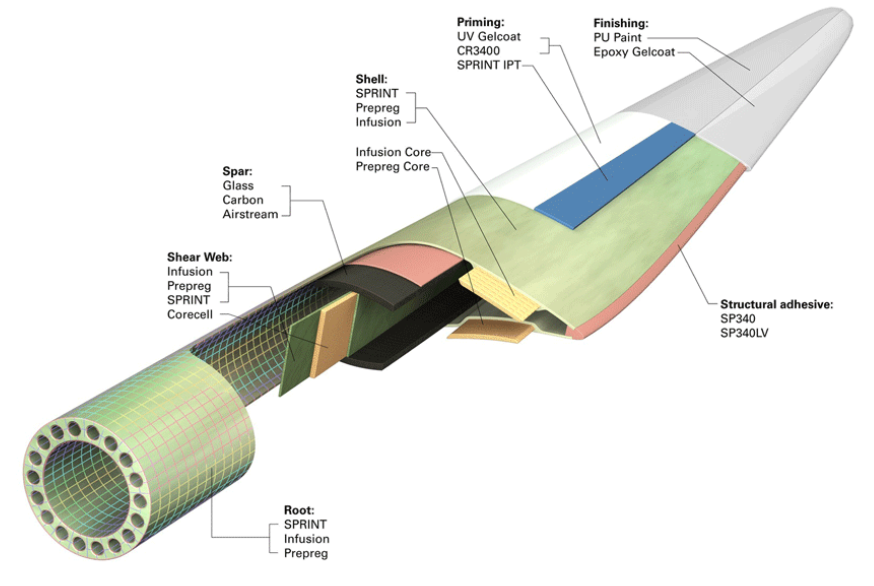 Priming:
UV Gelcoat
CR3400
SPRINT IPT
Finishing:
PU Paint
Epoxy Gelcoat
Shell:
SPRINT
Prepreg
Infusion
Infusion Core
Prepreg Core
Spar:
Glass
Carbon
Airstream
Shear Web:
Infusion
Prepreg
SPRINT
Corecell
Structural adhesive:
SP340
SP340LV
Root:
SPRINT
Infusion
Prepreg